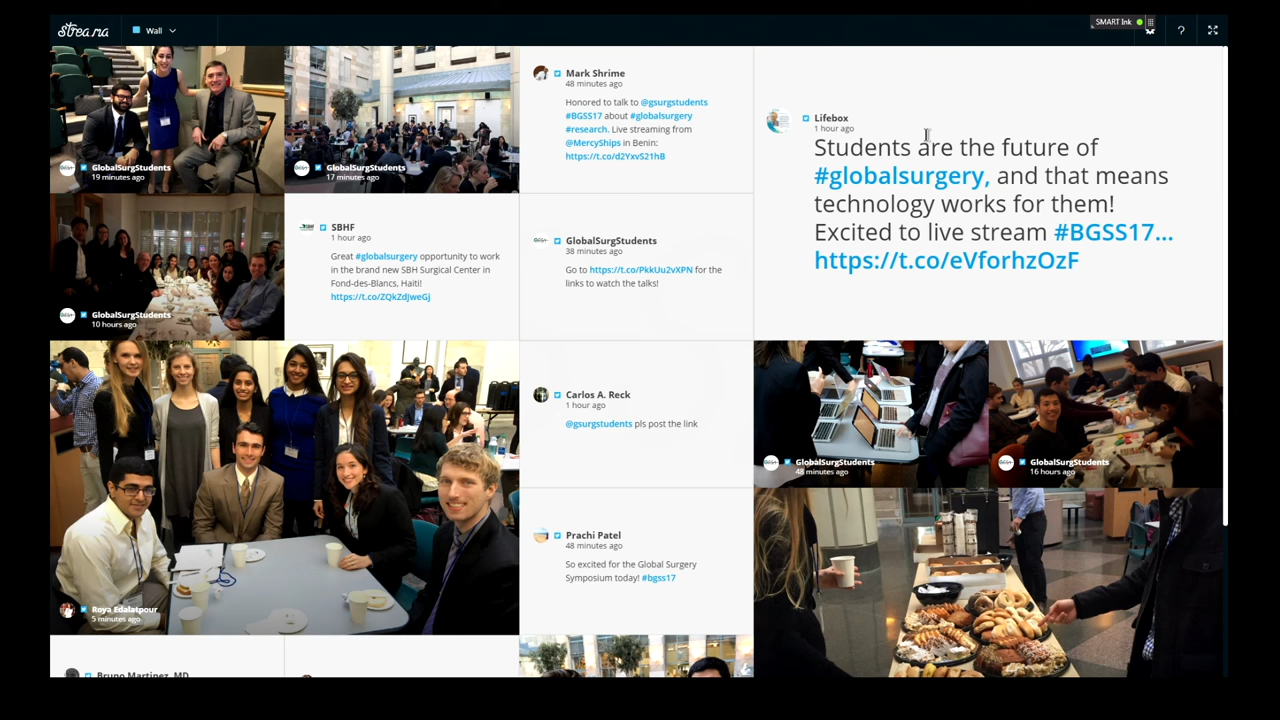 Strea.ma
Wall
SMART Ink
?
GlobalSurgStudents
19 minutes ago
GlobalSurgStudents
17 minutes ago
Mark Shrime
48 minutes ago
Honored to talk to @gsurgstudents
#BGSS17 about #globalsurgery
#research. Live streaming from
@MercyShips in Benin:
https://t.co/d2YxvS21hB
Lifebox
1 hour ago
Students are the future of
#globalsurgery, and that means
technology works for them!
Excited to live stream #BGSS17...
https://t.co/eVforhzOzF
GlobalSurgStudents
10 hours ago
SBHF
1 hour ago
Great #globalsurgery opportunity to work
in the brand new SBH Surgical Center in
Fond-des-Blancs, Haiti!
https://t.co/ZQkZdJweGj
GlobalSurgStudents
38 minutes ago
Go to https://t.co/PkkUu2vXPN for the
links to watch the talks!
Roya Edalatpour
5 minutes ago
Carlos A. Reck
1 hour ago
@gsurgstudents pls post the link
GlobalSurgStudents
48 minutes ago
GlobalSurgStudents
16 hours ago
Prachi Patel
48 minutes ago
So excited for the Global Surgery
Symposium today! #bgss17
Bruno Martinez, MD